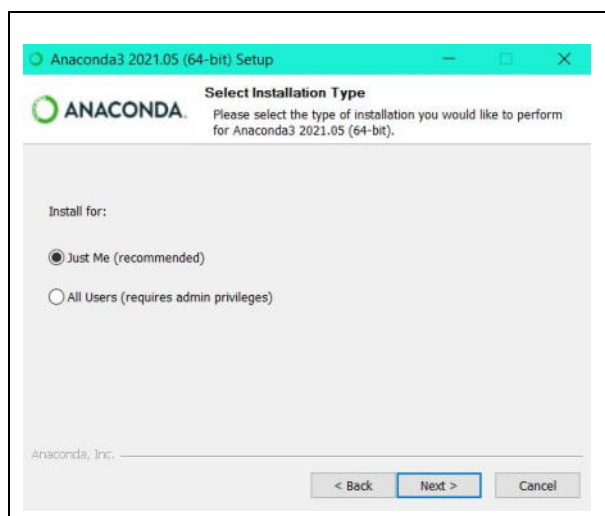 Anaconda3 2021.05 (64-bit) Setup
ANACONDA.
Select Installation Type
Please select the type of installation you would like to perform
for Anaconda3 2021.05 (64-bit).
Install for:
Just Me (recommended)
All Users (requires admin privileges)
Anaconda, Inc.
< Back
Next >
Cancel